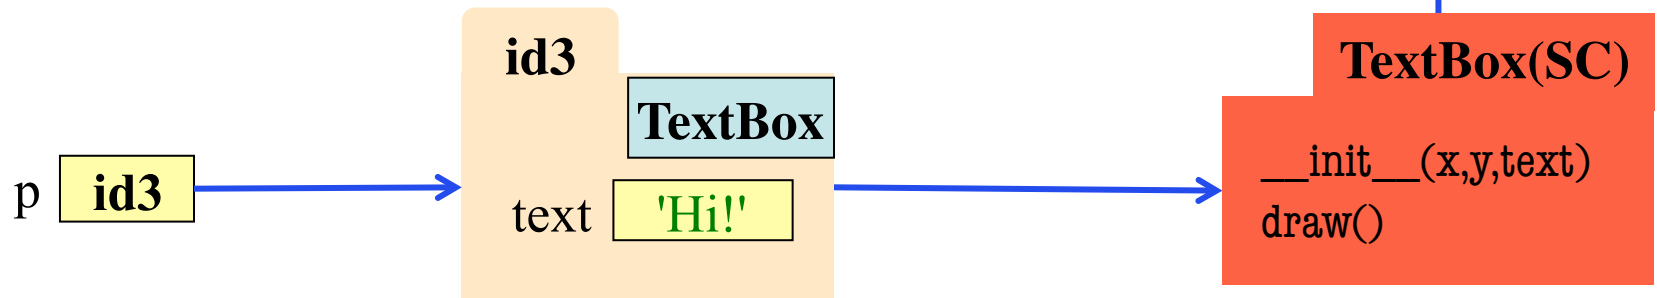 id3
TextBox
p id3
text 'Hi!'
TextBox(SC)
__init__(x,y,text)
draw()